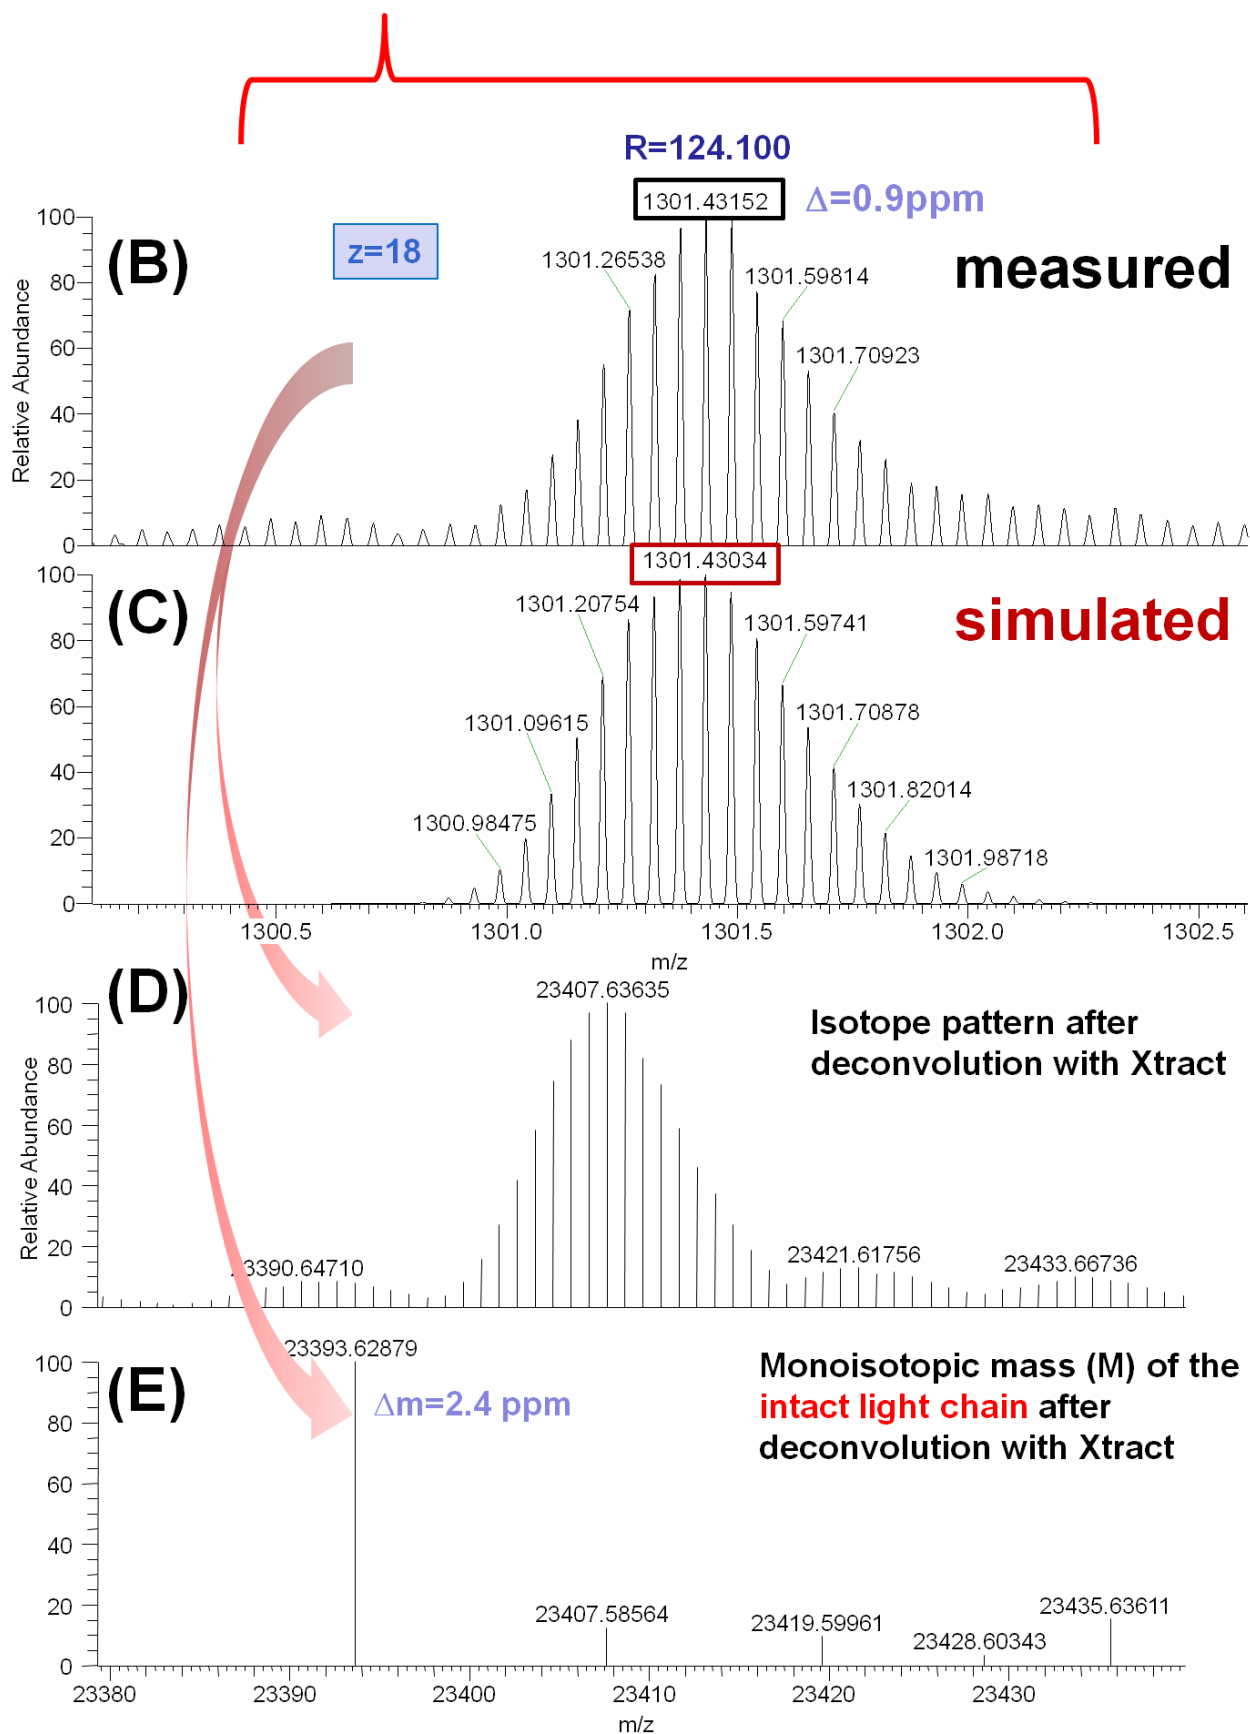 R=124.100
1301.43152
Δ=0.9ppm
(B)
z=18
measured
Relative Abundance
100
80
60
40
20
0
1301.26538
1301.59814
1301.70923
(C)
simulated
1301.43034
1301.20754
1301.59741
1301.09615
1301.70878
1300.98475
1301.82014
1301.98718
100
80
60
40
20
0
1300.5
1301.0
1301.5
1302.0
1302.5
m/z
(D)
Relative Abundance
100
80
60
40
20
0
23407.63635
Isotope pattern after
deconvolution with Xtract
23390.64710
23421.61756
23433.66736
(E)
100
80
60
40
20
0
23393.62879
Δm=2.4 ppm
Monoisotopic mass (M) of the
intact light chain after
deconvolution with Xtract
23407.58564
23419.59961
23428.60343
23435.63611
23380
23390
23400
23410
23420
23430
m/z